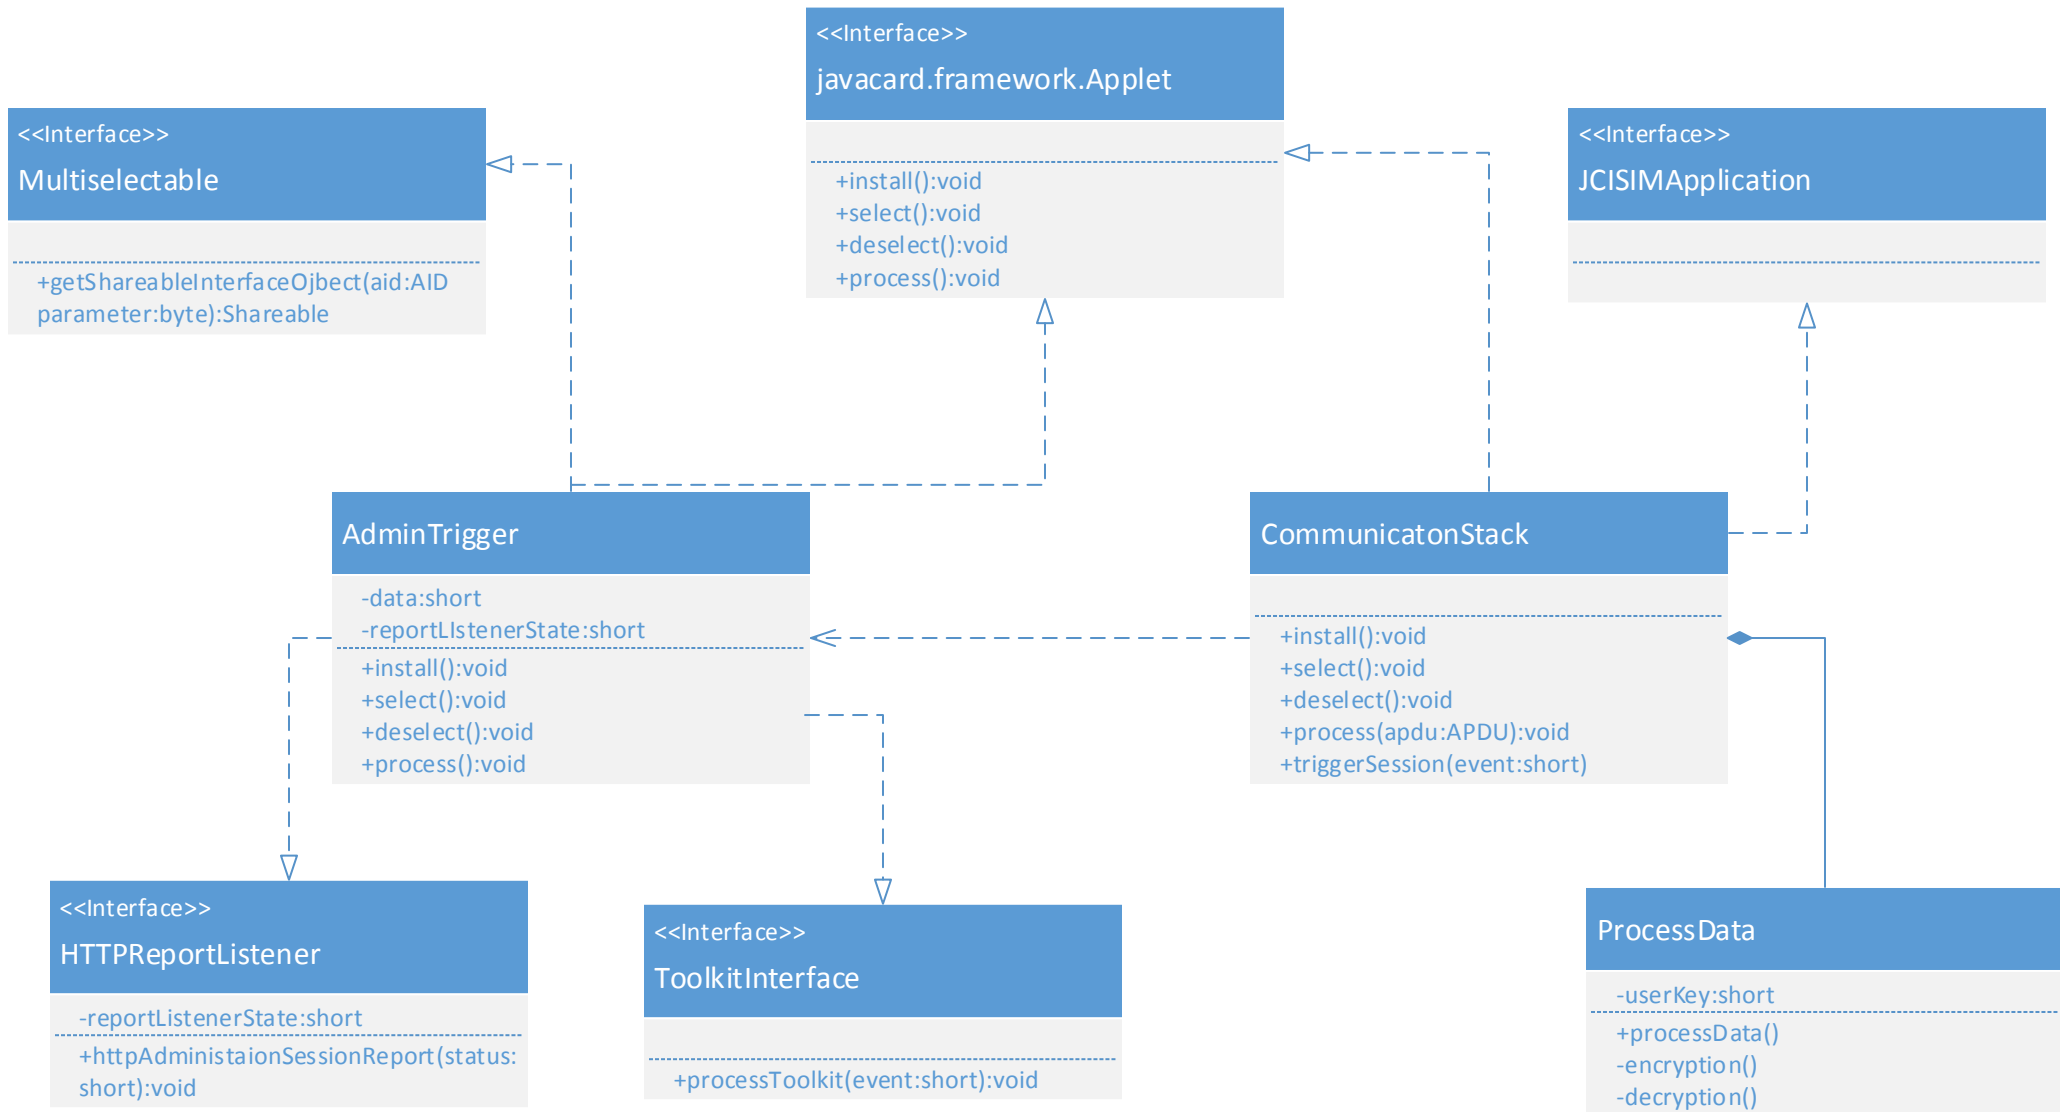 <<Interface>>
javacard.framework.Applet
+install():void
+select():void
+deselect():void
+process():void
<<Interface>>
Multiselectable
+getShareableInterfaceOjbect(aid:AID
parameter:byte):Shareable
<<Interface>>
JCISIMApplication
AdminTrigger
-data:short
-reportLIstenerState:short
+install():void
+select():void
+deselect():void
+process():void
CommunicatonStack
+install():void
+select():void
+deselect():void
+process(apdu:APDU):void
+triggerSession(event:short)
<<Interface>>
HTTPReportListener
-reportListenerState:short
+httpAdministaionSessionReport(status:
short):void
<<Interface>>
ToolkitInterface
+processToolkit(event:short):void
ProcessData
-userKey:short
+processData()
-encryption()
-decryption()